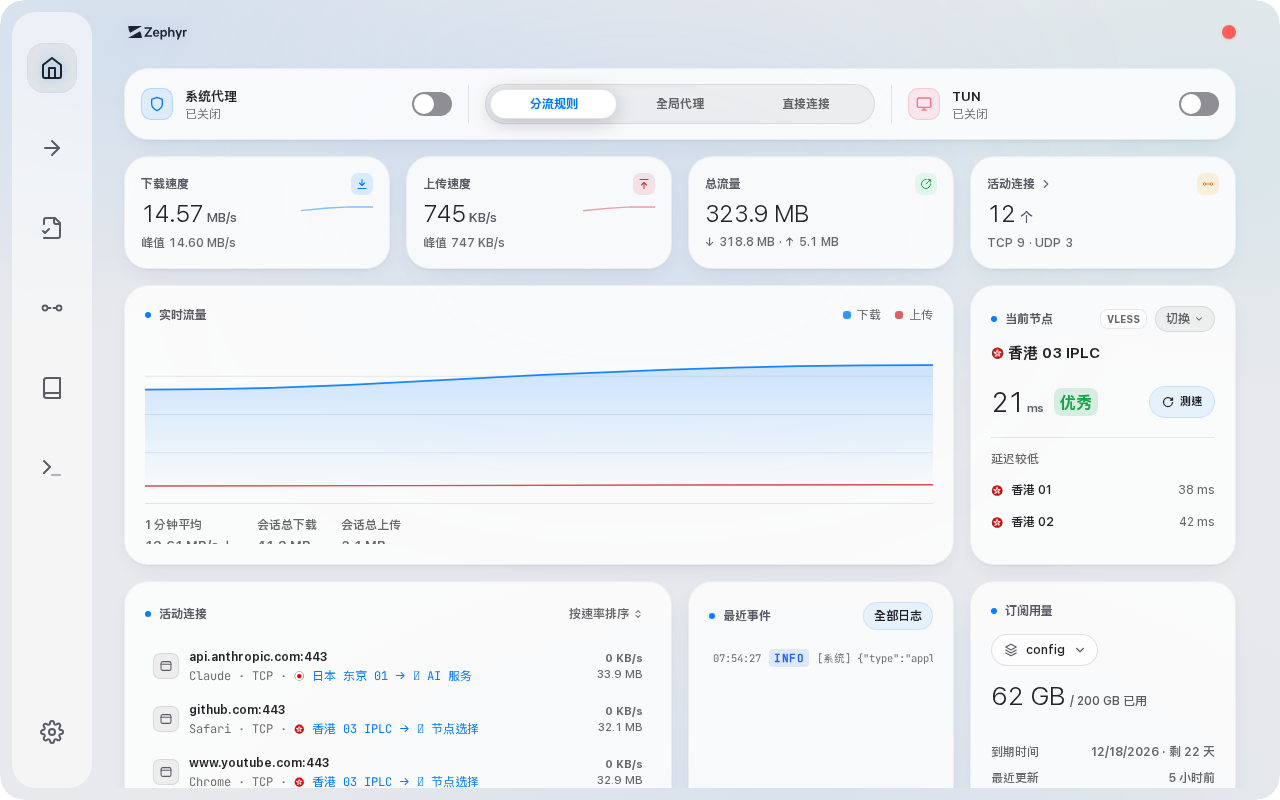 Zephyr
系统代理
已关闭
分流规则
全局代理
直接连接
TUN
已关闭
下载速度
14.57 MB/s
峰值 14.60 MB/s
上传速度
745 KB/s
峰值 747 KB/s
总流量
323.9 MB
↓ 318.8 MB · ↑ 5.1 MB
活动连接
12 个
TCP 9 · UDP 3
实时流量
下载
上传
1 分钟平均
会话总下载
会话总上传
当前节点
VLESS
切换
香港 03 IPLC
21 ms 优秀
测速
延迟较低
香港 01
38 ms
香港 02
42 ms
活动连接
按速率排序
api.anthropic.com:443
0 KB/s
Claude · TCP · 日本 东京 01 → AI 服务
33.9 MB
github.com:443
0 KB/s
Safari · TCP · 香港 03 IPLC → 节点选择
32.1 MB
www.youtube.com:443
0 KB/s
Chrome · TCP · 香港 03 IPLC → 节点选择
32.9 MB
最近事件
全部日志
07:54:27 INFO [系统] {"type":"appl
订阅用量
config
62 GB / 200 GB 已用
到期时间
12/18/2026 · 剩 22 天
最近更新
5 小时前